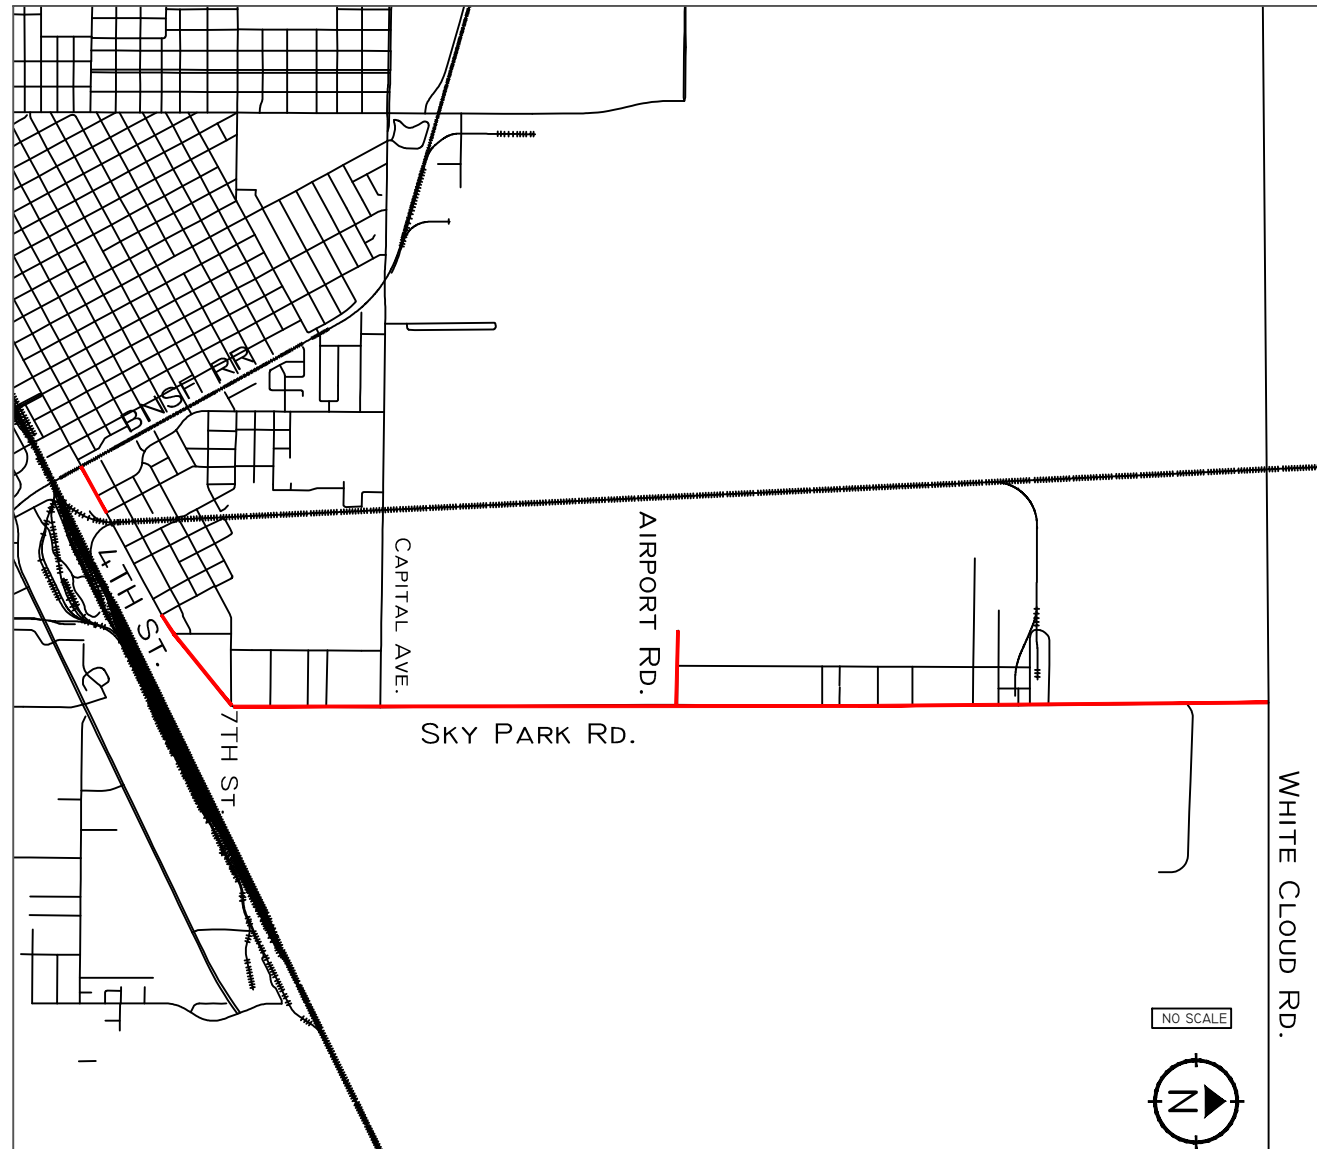 BNSF RR
4TH ST.
CAPITAL AVE.
AIRPORT RD.
7TH ST.
SKY PARK RD.
WHITE CLOUD RD.
NO SCALE
N